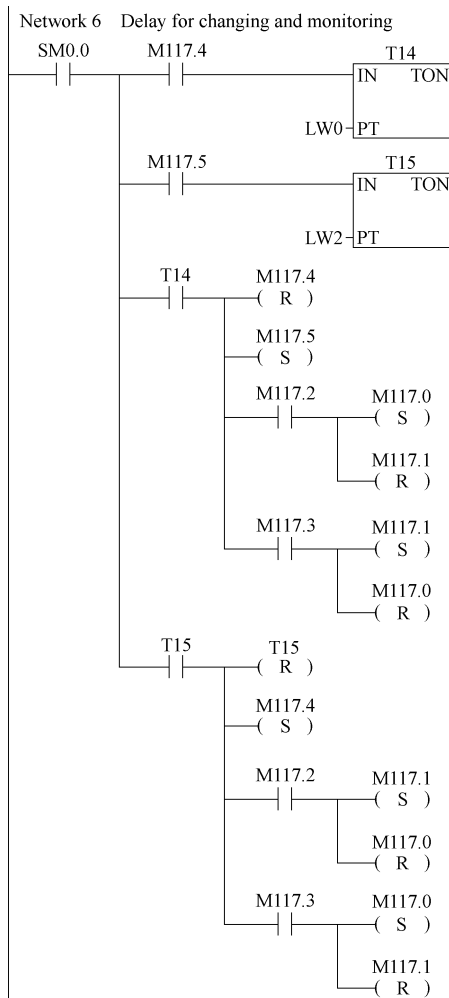 Network 6 Delay for changing and monitoring
SM0.0 M117.4 T14
IN TON
LW0 PT
M117.5 T15
IN TON
LW2 PT
T14 M117.4
( R )
M117.5
( S )
M117.2 M117.0
( S )
M117.1
( R )
M117.3 M117.1
( S )
M117.0
( R )
T15 T15
( R )
M117.4
( S )
M117.2 M117.1
( S )
M117.0
( R )
M117.3 M117.0
( S )
M117.1
( R )